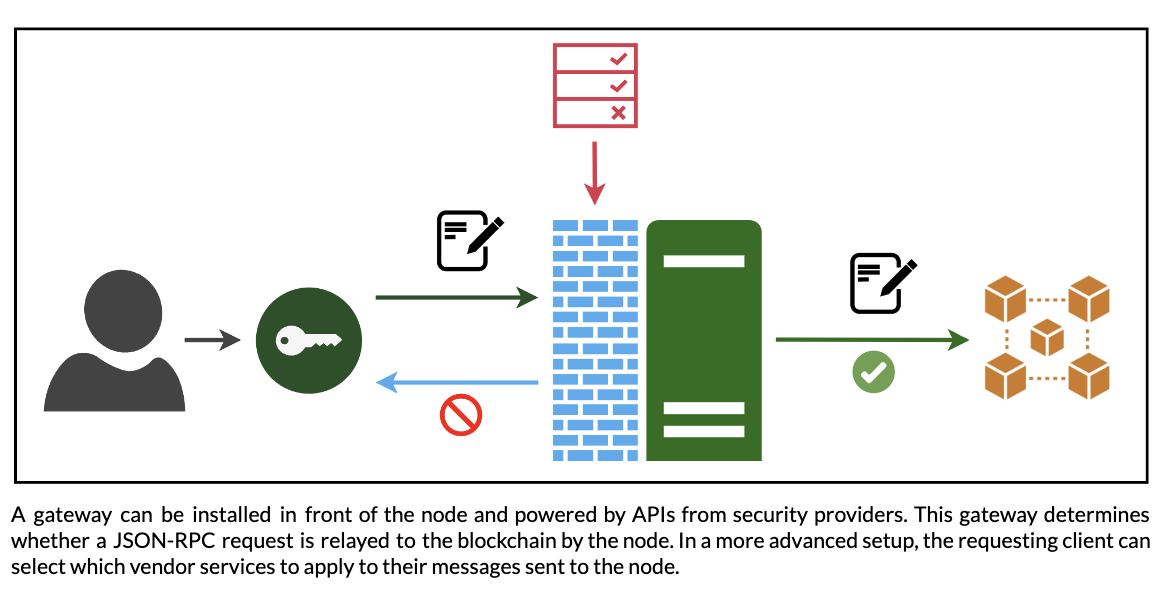 A gateway can be installed in front of the node and powered by APIs from security providers. This gateway determines
whether a JSON-RPC request is relayed to the blockchain by the node. In a more advanced setup, the requesting client can
select which vendor services to apply to their messages sent to the node.